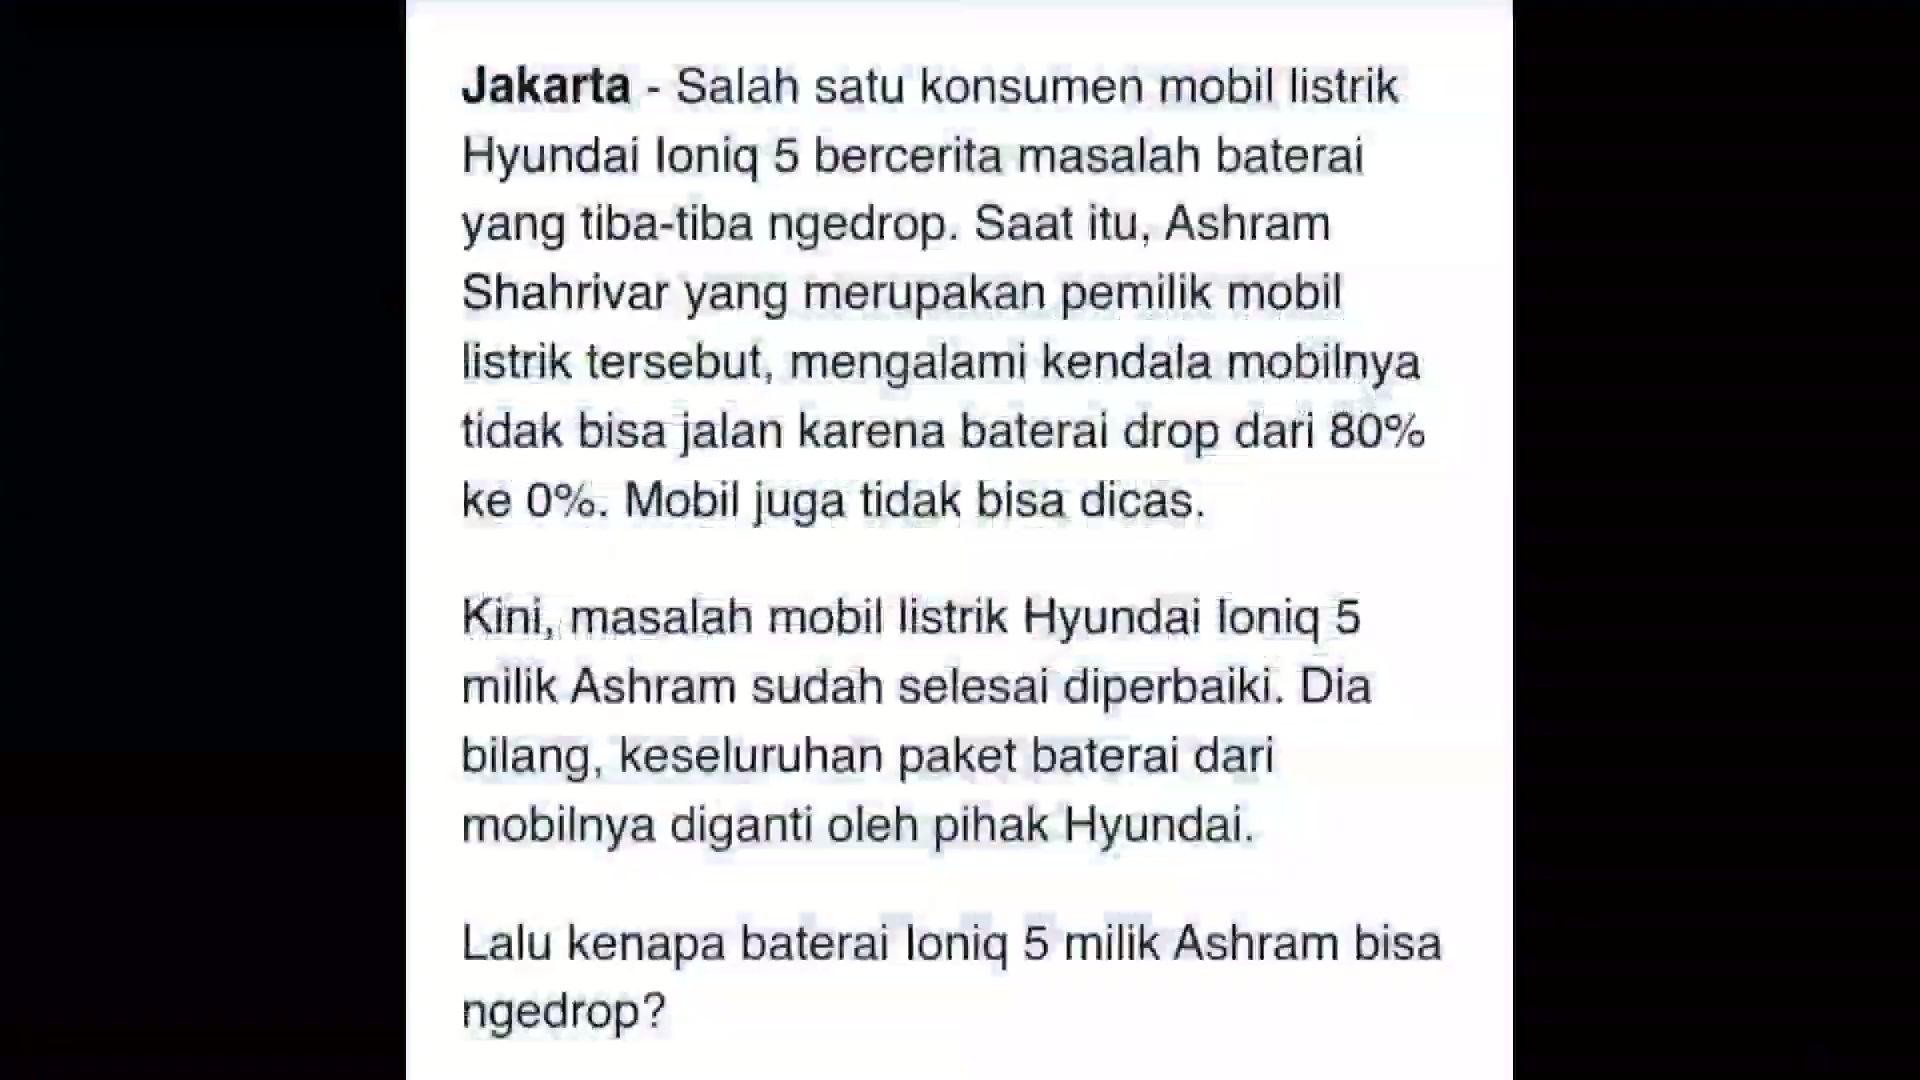 Jakarta - Salah satu konsumen mobil listrik
Hyundai Ioniq 5 bercerita masalah baterai
yang tiba-tiba ngedrop. Saat itu, Ashram
Shahrivar yang merupakan pemilik mobil
listrik tersebut, mengalami kendala mobilnya
tidak bisa jalan karena baterai drop dari 80%
ke 0%. Mobil juga tidak bisa dicas.
Kini, masalah mobil listrik Hyundai Ioniq 5
milik Ashram sudah selesai diperbaiki. Dia
bilang, keseluruhan paket baterai dari
mobilnya diganti oleh pihak Hyundai.
Lalu kenapa baterai Ioniq 5 milik Ashram bisa
ngedrop?